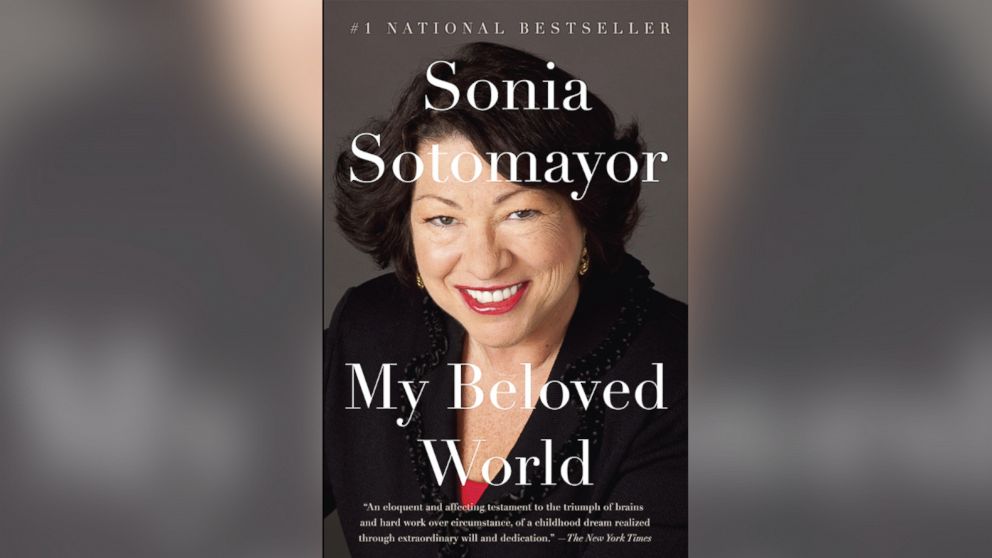 #1 NATIONAL BESTSELLER
Sonia
Sotomayor
My Beloved
World
“An eloquent and affecting testament to the triumph of brains
and hard work over circumstance, of a childhood dream realized
through extraordinary will and dedication.” —The New York Times